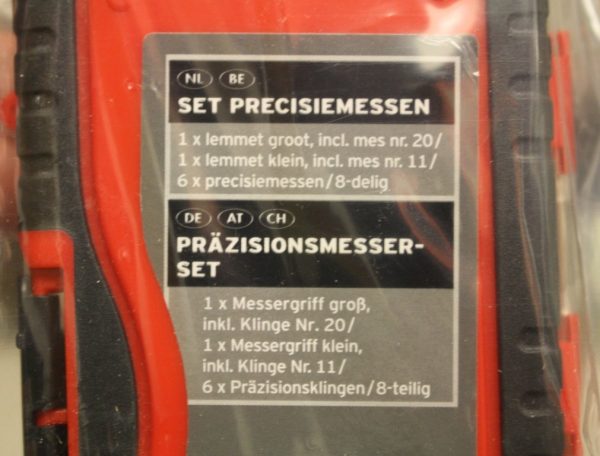 NL BE
SET PRECISIEMESSEN
1 x lemmet groot, incl. mes nr. 20/
1 x lemmet klein, incl. mes nr. 11/
6 x precisiemessen/8-delig
DE AT CH
PRÄZISIONSMESSER-
SET
1 x Messergriff groß,
inkl. Klinge Nr. 20/
1 x Messergriff klein,
inkl. Klinge Nr. 11/
6 x Präzisionsklingen/8-teilig